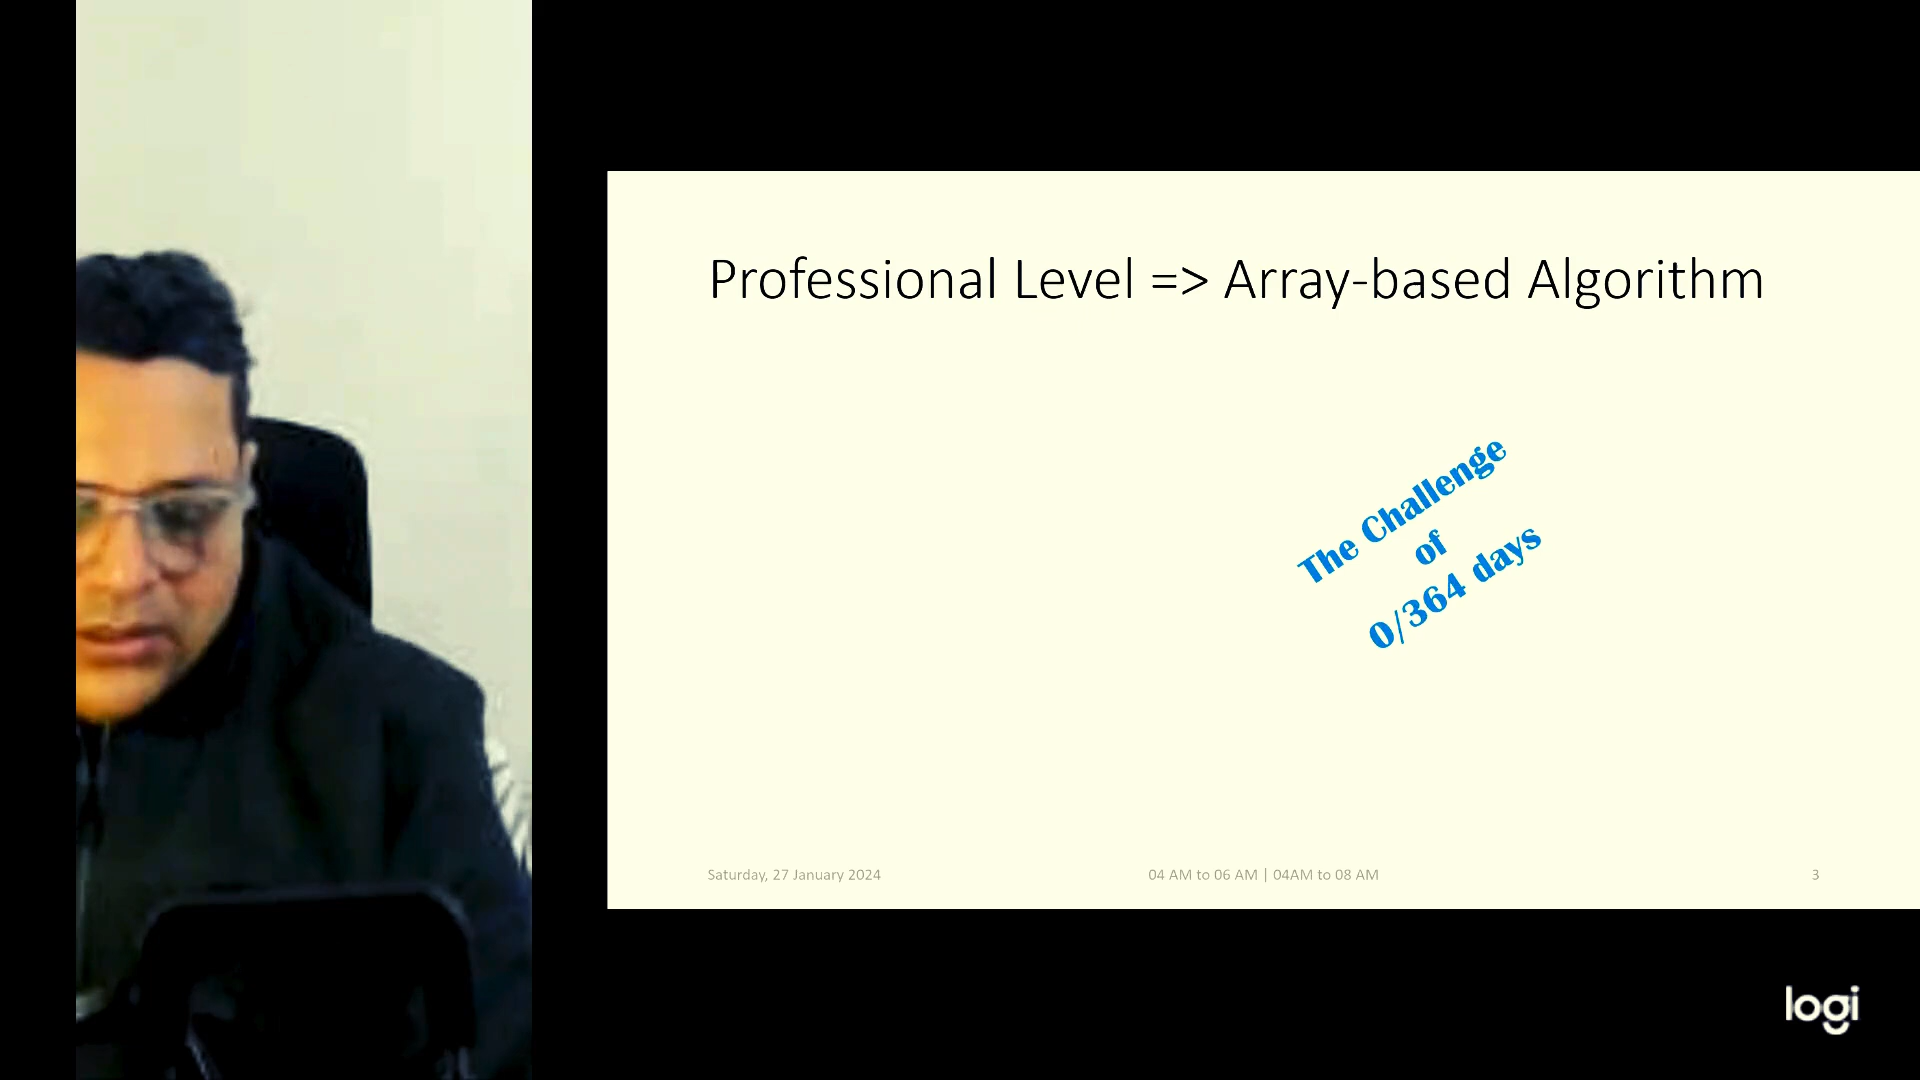 Professional Level => Array-based Algorithm
The Challenge
of
0/364 days
Saturday, 27 January 2024
04 AM to 06 AM | 04AM to 08 AM
3
logi